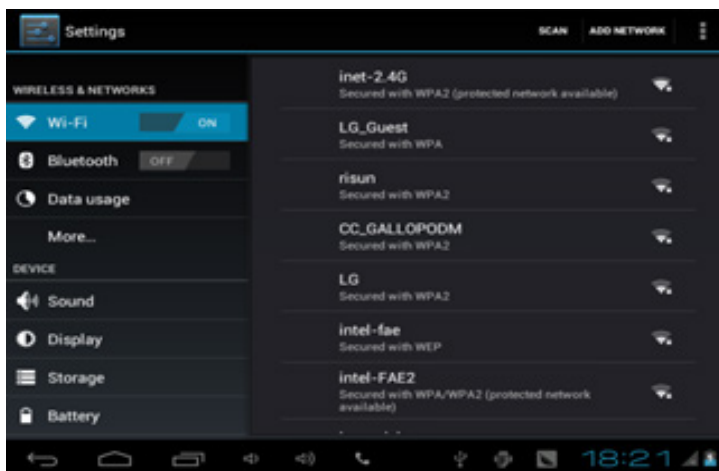 Settings
SCAN
ADD NETWORK
WIRELESS & NETWORKS
Wi-Fi
ON
Bluetooth
OFF
Data usage
More...
DEVICE
Sound
Display
Storage
Battery
inet-2.4G
Secured with WPA2 (protected network available)
LG_Guest
Secured with WPA
risun
Secured with WPA2
CC_GALLOPODM
Secured with WPA2
LG
Secured with WPA2
intel-fae
Secured with WEP
intel-FAE2
Secured with WPA/WPA2 (protected network
available)
18:21